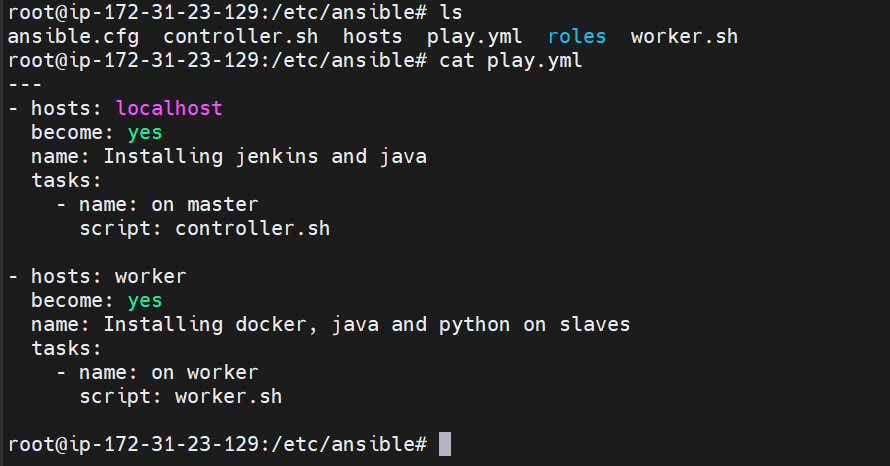 root@ip-172-31-23-129:/etc/ansible# ls
ansible.cfg  controller.sh  hosts  play.yml  roles  worker.sh
root@ip-172-31-23-129:/etc/ansible# cat play.yml
---
- hosts: localhost
  become: yes
  name: Installing jenkins and java
  tasks:
    - name: on master
      script: controller.sh

- hosts: worker
  become: yes
  name: Installing docker, java and python on slaves
  tasks:
    - name: on worker
      script: worker.sh

root@ip-172-31-23-129:/etc/ansible#